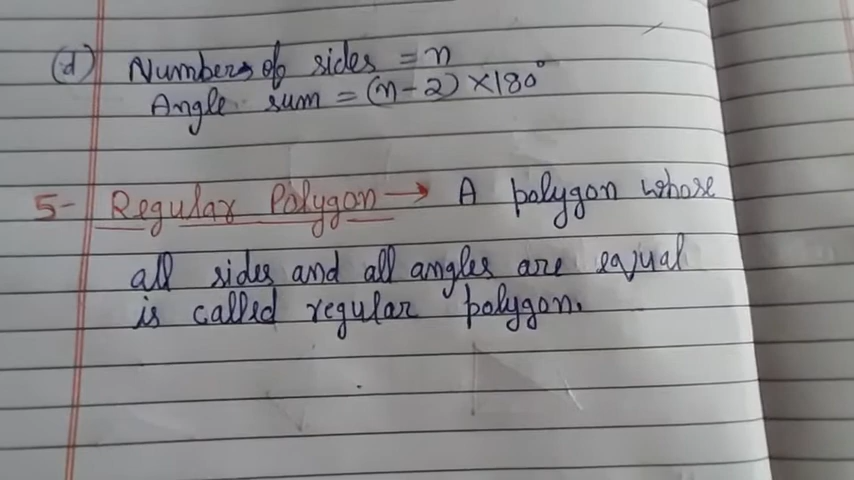 (d) Numbers of sides = n
Angle sum = (n-2) ×180°
5- Regular Polygon → A polygon whose
all sides and all angles are equal
is called regular polygon.